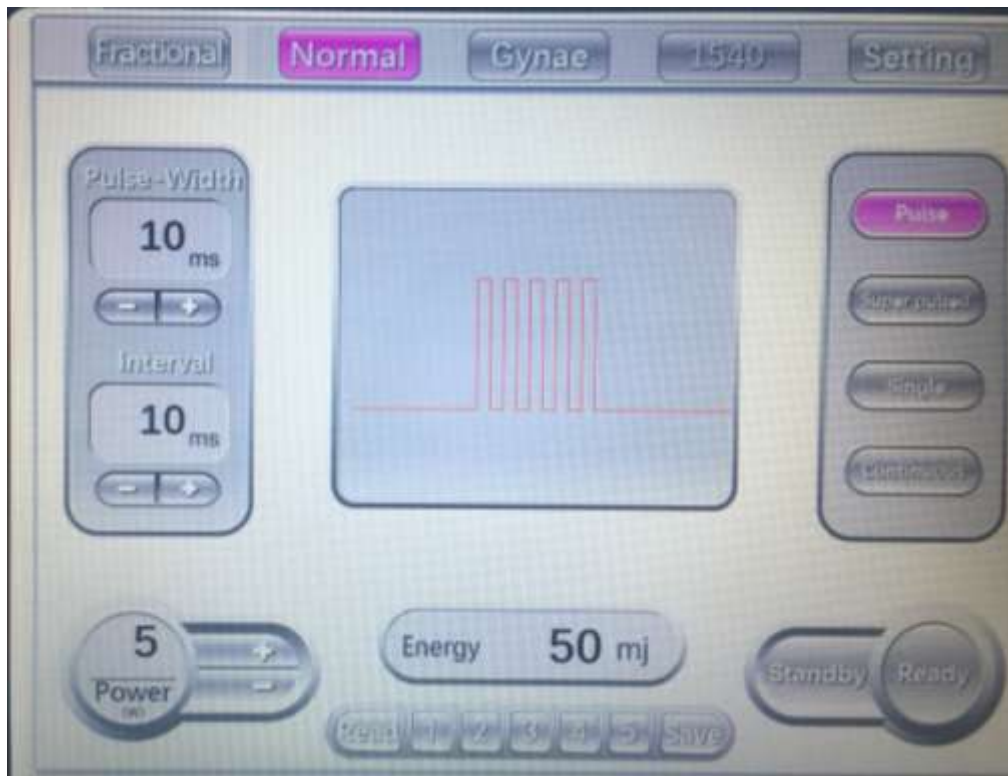 Fractional Normal Gynae 1540 Setting
Pulse-Width
10 ms
Interval
10 ms
Pulse
Super pulsed
Single
Continuous
5
Power
(W)
Energy 50 mj
Standby Ready
Read 1 2 3 4 5 Save